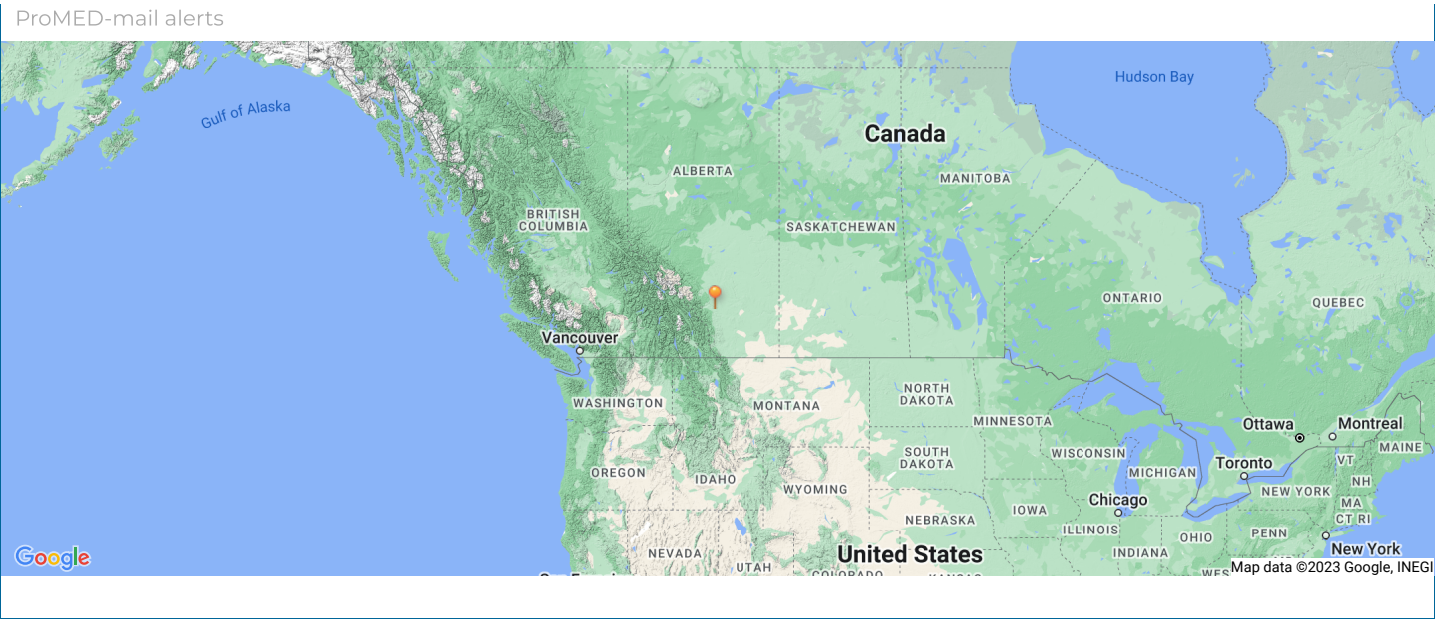 ProMED-mail alerts
Hudson Bay
Gulf of Alaska
Canada
ALBERTA
MANITOBA
BRITISH
COLUMBIA
SASKATCHEWAN
ONTARIO
QUEBEC
Vancouver
WASHINGTON
MONTANA
NORTH
DAKOTA
MINNESOTA
Ottawa
Montreal
MAINE
WISCONSIN
VT
SOUTH
DAKOTA
MICHIGAN
Toronto
OREGON
IDAHO
WYOMING
NH
NEW YORK
Chicago
MA
IOWA
CT RI
NEBRASKA
ILLINOIS
OHIO
PENN
New York
INDIANA
NEVADA
United States
UTAH
COLORADO
Google
Map data ©2023 Google, INEGI